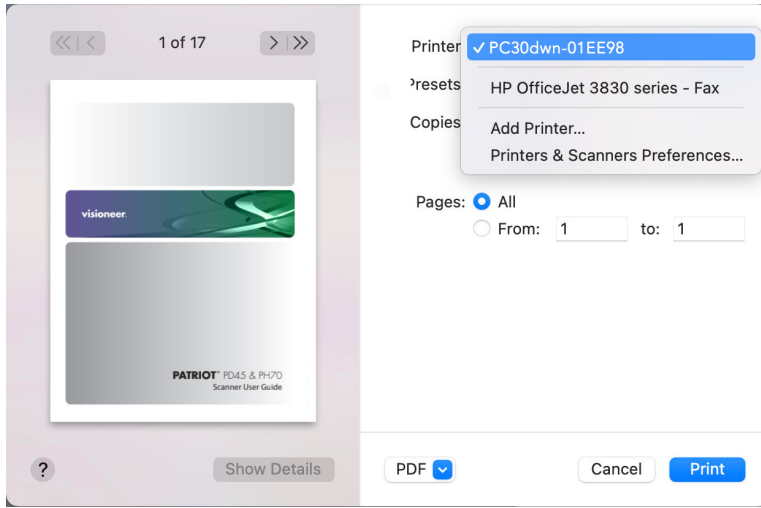 1 of 17
visioneer.
PATRIOT™ PD45 & PH70
Scanner User Guide
?
Show Details
Printer
✓ PC30dwn-01EE98
HP OfficeJet 3830 series - Fax
Add Printer...
Printers & Scanners Preferences...
Presets
Copies
Pages:
All
From: 1 to: 1
PDF
Cancel
Print